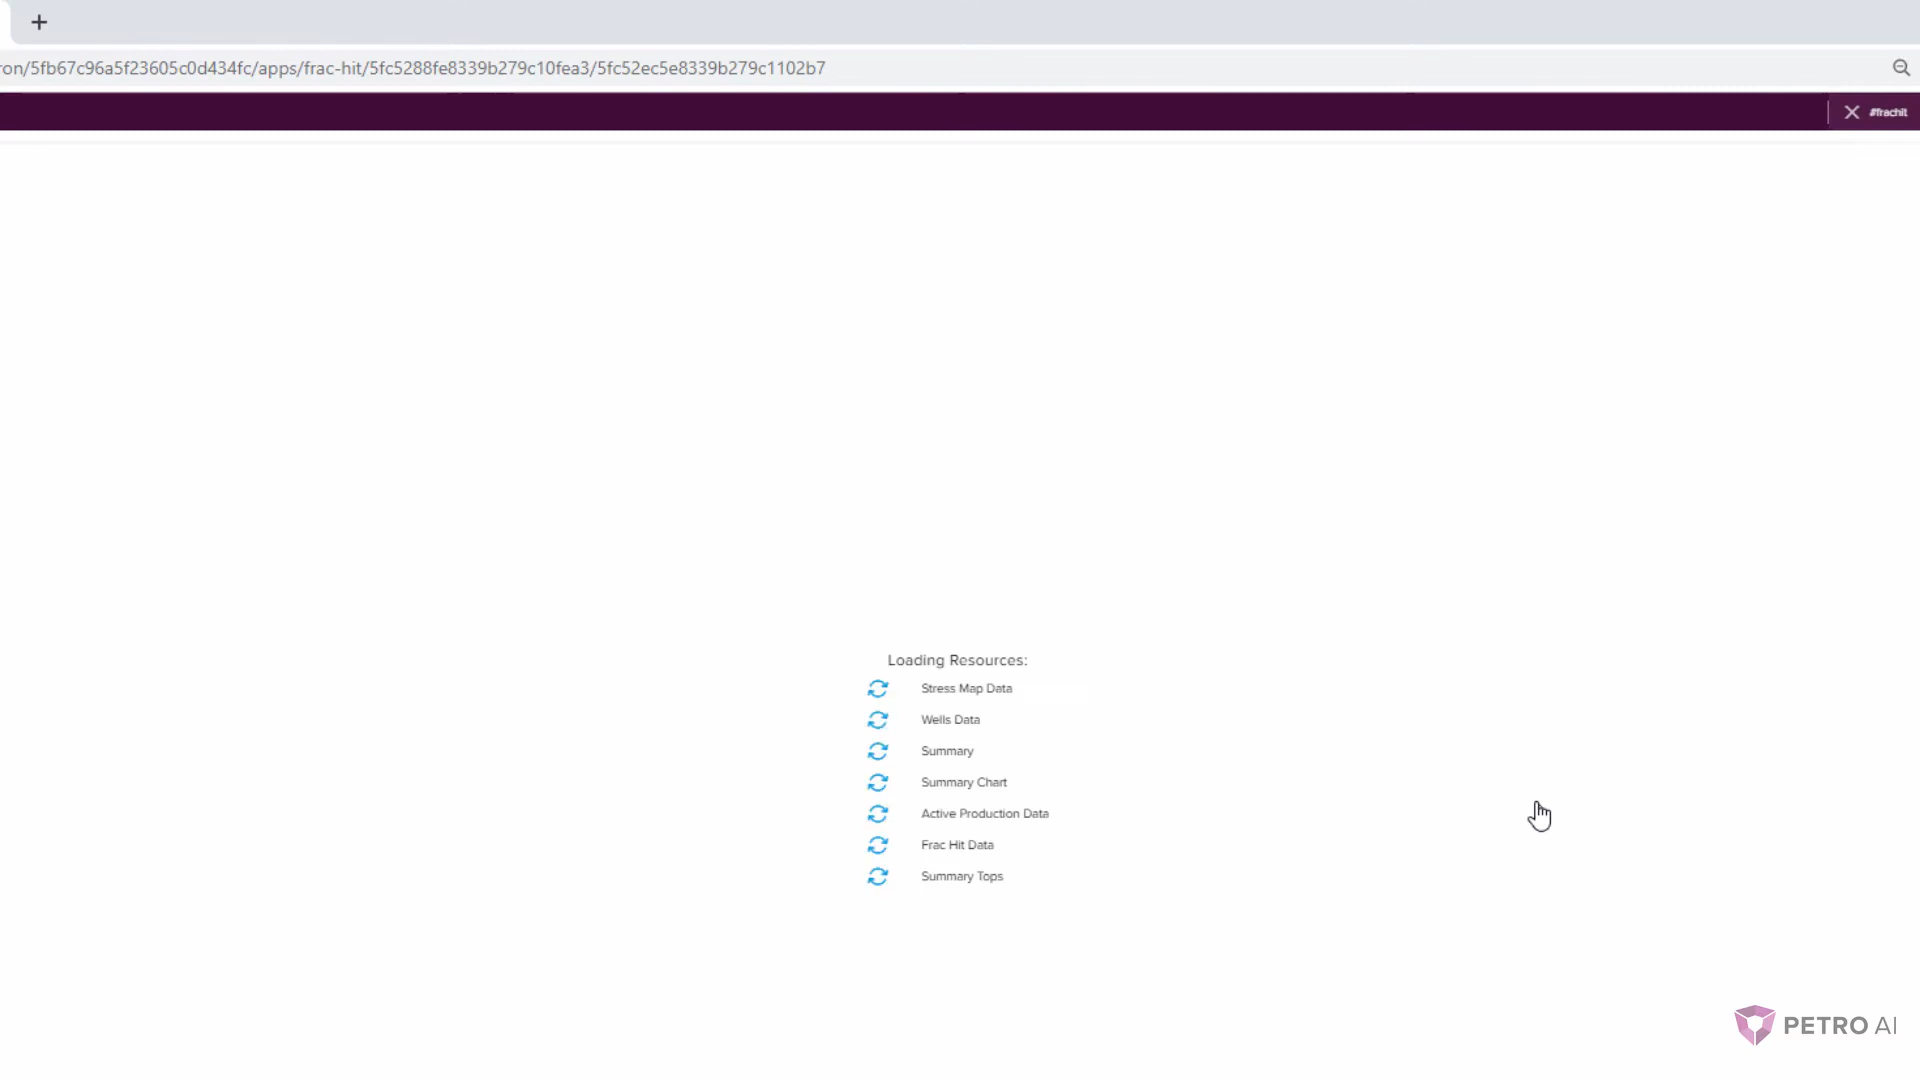 ron/5fb67c96a5f23605c0d434fc/apps/frac-hit/5fc5288fe8339b279c10fea3/5fc52ec5e8339b279c1102b7
#frachit
Loading Resources:
Stress Map Data
Wells Data
Summary
Summary Chart
Active Production Data
Frac Hit Data
Summary Tops
PETRO AI